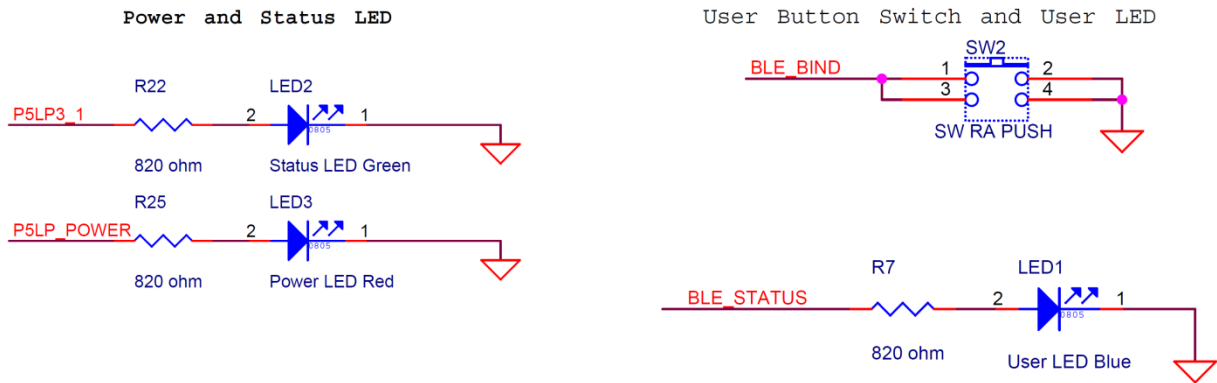 Power and Status LED
R22 LED2
P5LP3_1 2 1
0805
820 ohm Status LED Green
R25 LED3
P5LP_POWER 2 1
0805
820 ohm Power LED Red
User Button Switch and User LED
SW2
BLE_BIND 1 2
3 4
SW RA PUSH
R7 LED1
BLE_STATUS 2 1
0805
820 ohm User LED Blue